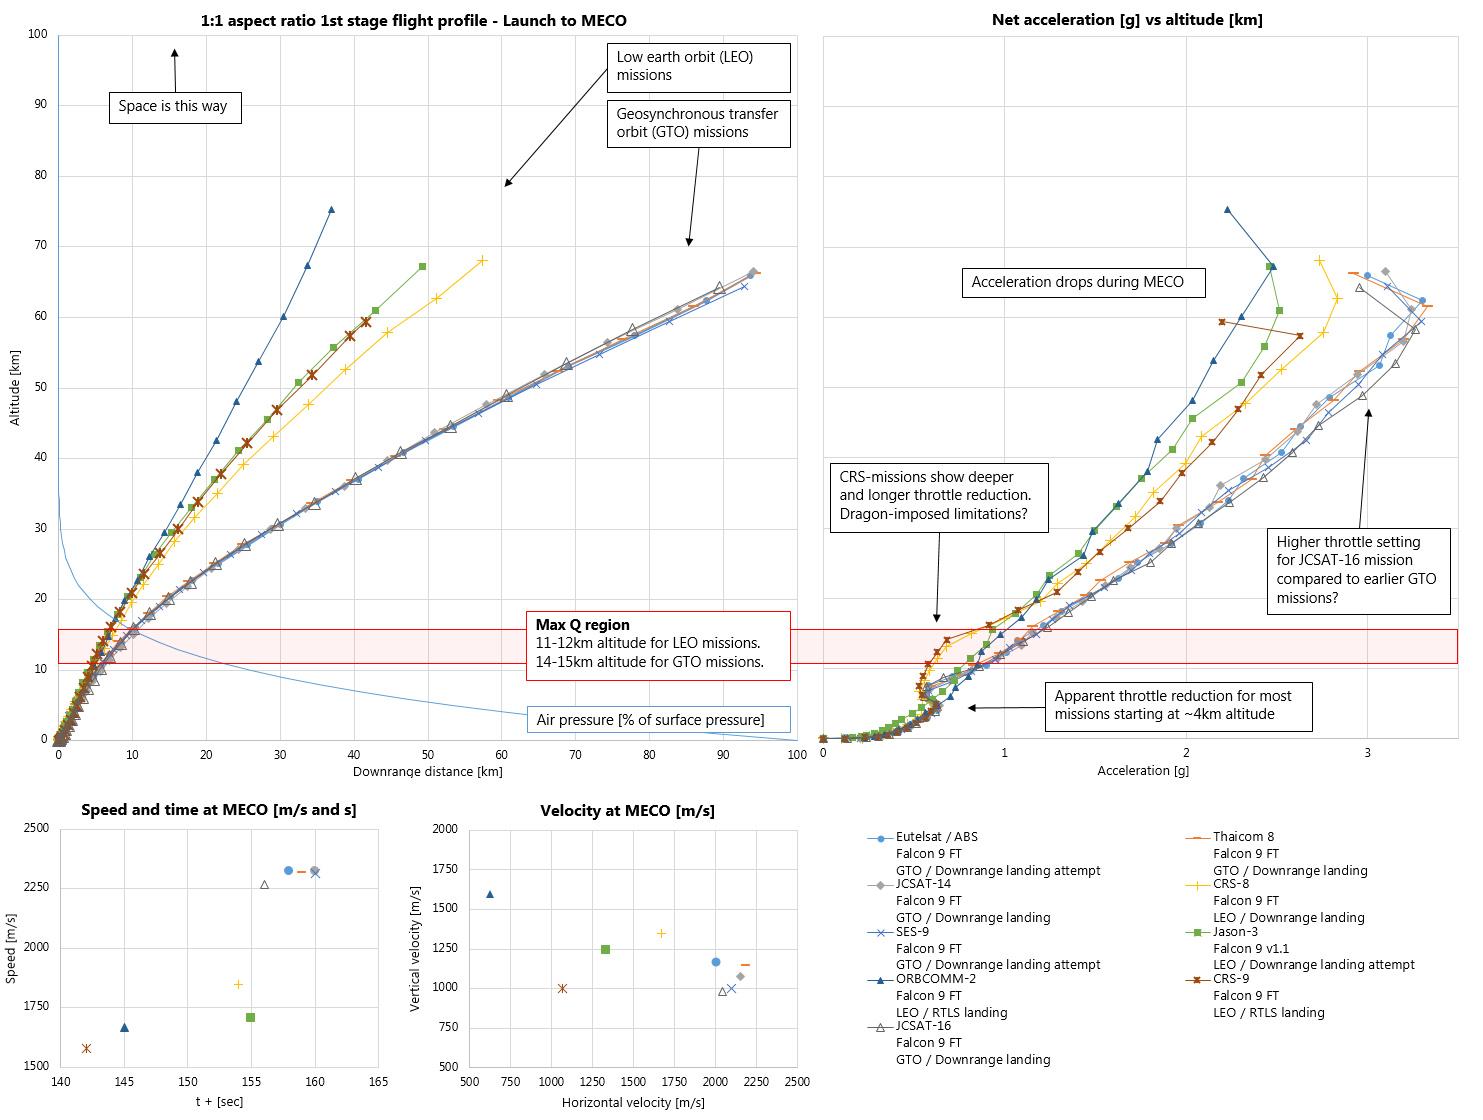 1:1 aspect ratio 1st stage flight profile - Launch to MECO
100
90
80
70
60
50
40
30
20
10
0
Altitude [km]
0 10 20 30 40 50 60 70 80 90 100
Downrange distance [km]
Space is this way
Low earth orbit (LEO)
missions
Geosynchronous transfer
orbit (GTO) missions
Max Q region
11-12km altitude for LEO missions.
14-15km altitude for GTO missions.
Air pressure [% of surface pressure]
Net acceleration [g] vs altitude [km]
Acceleration drops during MECO
CRS-missions show deeper
and longer throttle reduction.
Dragon-imposed limitations?
Higher throttle setting
for JCSAT-16 mission
compared to earlier GTO
missions?
Apparent throttle reduction for most
missions starting at ~4km altitude
0 1 2 3
Acceleration [g]
Speed and time at MECO [m/s and s]
2500
2250
2000
1750
1500
Speed [m/s]
140 145 150 155 160 165
t + [sec]
Velocity at MECO [m/s]
2000
1750
1500
1250
1000
750
500
Vertical velocity [m/s]
500 750 1000 1250 1500 1750 2000 2250 2500
Horizontal velocity [m/s]
Eutelsat / ABS
Falcon 9 FT
GTO / Downrange landing attempt
JCSAT-14
Falcon 9 FT
GTO / Downrange landing
SES-9
Falcon 9 FT
GTO / Downrange landing attempt
ORBCOMM-2
Falcon 9 FT
LEO / RTLS landing
JCSAT-16
Falcon 9 FT
GTO / Downrange landing
Thaicom 8
Falcon 9 FT
GTO / Downrange landing
CRS-8
Falcon 9 FT
LEO / Downrange landing
Jason-3
Falcon 9 v1.1
LEO / Downrange landing attempt
CRS-9
Falcon 9 FT
LEO / RTLS landing